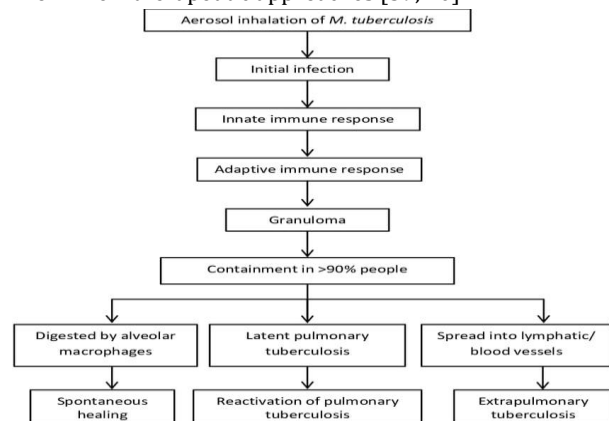 Aerosol inhalation of M. tuberculosis
Initial infection
Innate immune response
Adaptive immune response
Granuloma
Containment in >90% people
Digested by alveolar
macrophages
Latent pulmonary
tuberculosis
Spread into lymphatic/
blood vessels
Spontaneous
healing
Reactivation of pulmonary
tuberculosis
Extrapulmonary
tuberculosis